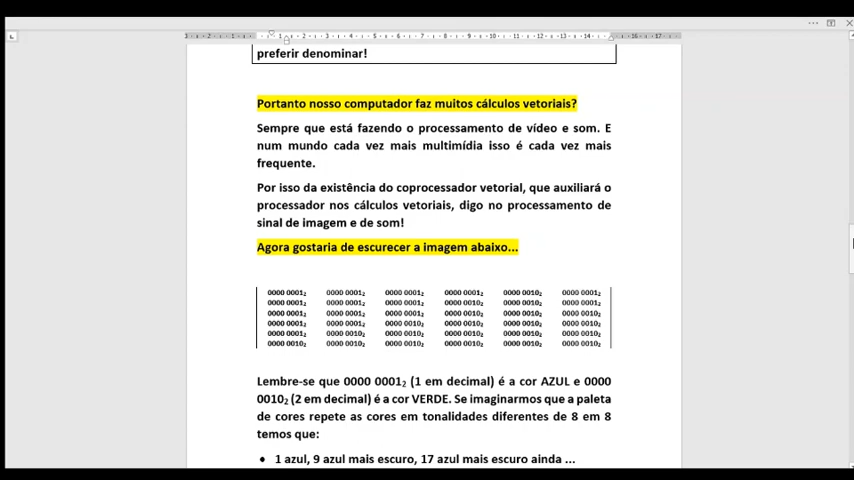 preferir denominar!
Portanto nosso computador faz muitos cálculos vetoriais?
Sempre que está fazendo o processamento de vídeo e som. E
num mundo cada vez mais multimídia isso é cada vez mais
frequente.
Por isso da existência do coprocessador vetorial, que auxiliará o
processador nos cálculos vetoriais, digo no processamento de
sinal de imagem e de som!
Agora gostaria de escurecer a imagem abaixo...
0000 0001₂ 0000 0001₂ 0000 0001₂ 0000 0001₂ 0000 0010₂ 0000 0001₂
0000 0001₂ 0000 0001₂ 0000 0001₂ 0000 0010₂ 0000 0010₂ 0000 0001₂
0000 0001₂ 0000 0001₂ 0000 0001₂ 0000 0010₂ 0000 0010₂ 0000 0010₂
0000 0001₂ 0000 0001₂ 0000 0010₂ 0000 0010₂ 0000 0010₂ 0000 0010₂
0000 0001₂ 0000 0010₂ 0000 0010₂ 0000 0010₂ 0000 0010₂ 0000 0010₂
0000 0010₂ 0000 0010₂ 0000 0010₂ 0000 0010₂ 0000 0010₂ 0000 0010₂
Lembre-se que 0000 0001₂ (1 em decimal) é a cor AZUL e 0000
0010₂ (2 em decimal) é a cor VERDE. Se imaginarmos que a paleta
de cores repete as cores em tonalidades diferentes de 8 em 8
temos que:
• 1 azul, 9 azul mais escuro, 17 azul mais escuro ainda ...